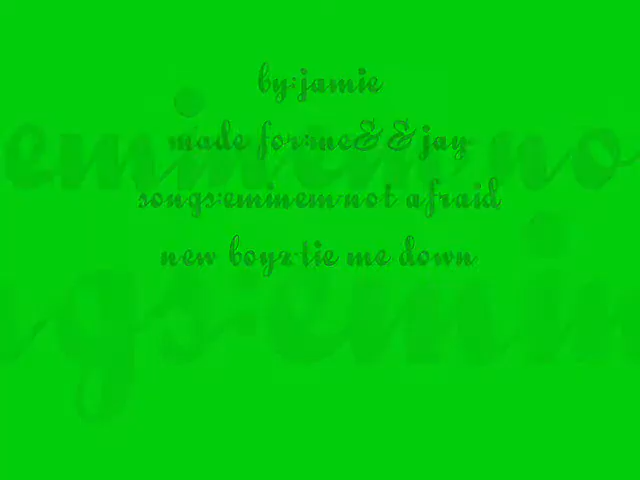 by:jamie
made for:me&&jay
songs:eminem-not afraid
new boyz-tie me down